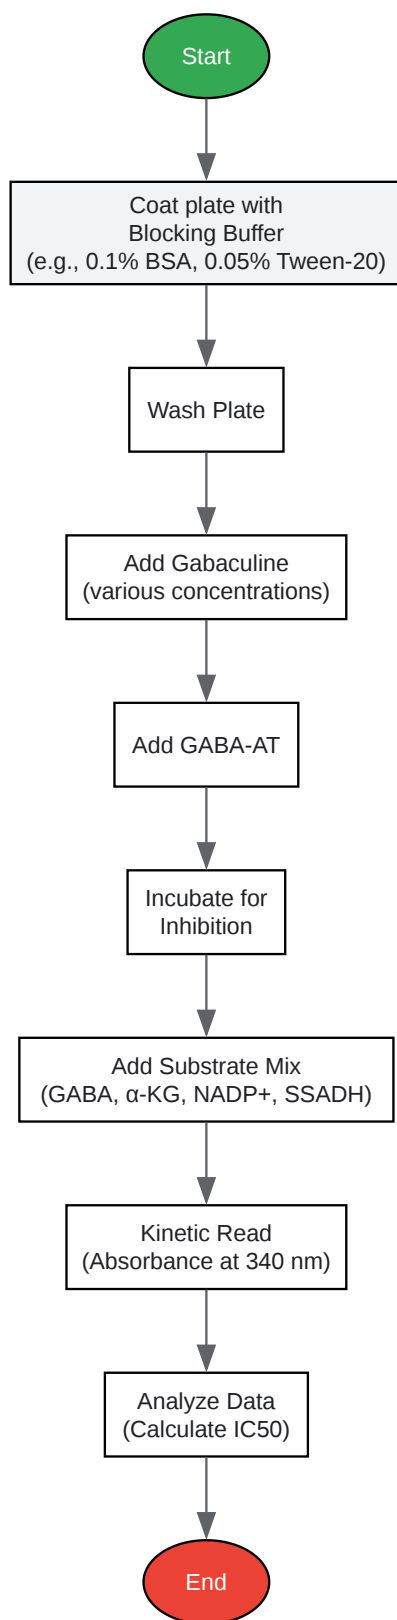 Start
Coat plate with
Blocking Buffer
(e.g., 0.1% BSA, 0.05% Tween-20)
Wash Plate
Add Gabaculine
(various concentrations)
Add GABA-AT
Incubate for
Inhibition
Add Substrate Mix
(GABA, α-KG, NADP+, SSADH)
Kinetic Read
(Absorbance at 340 nm)
Analyze Data
(Calculate IC50)
End